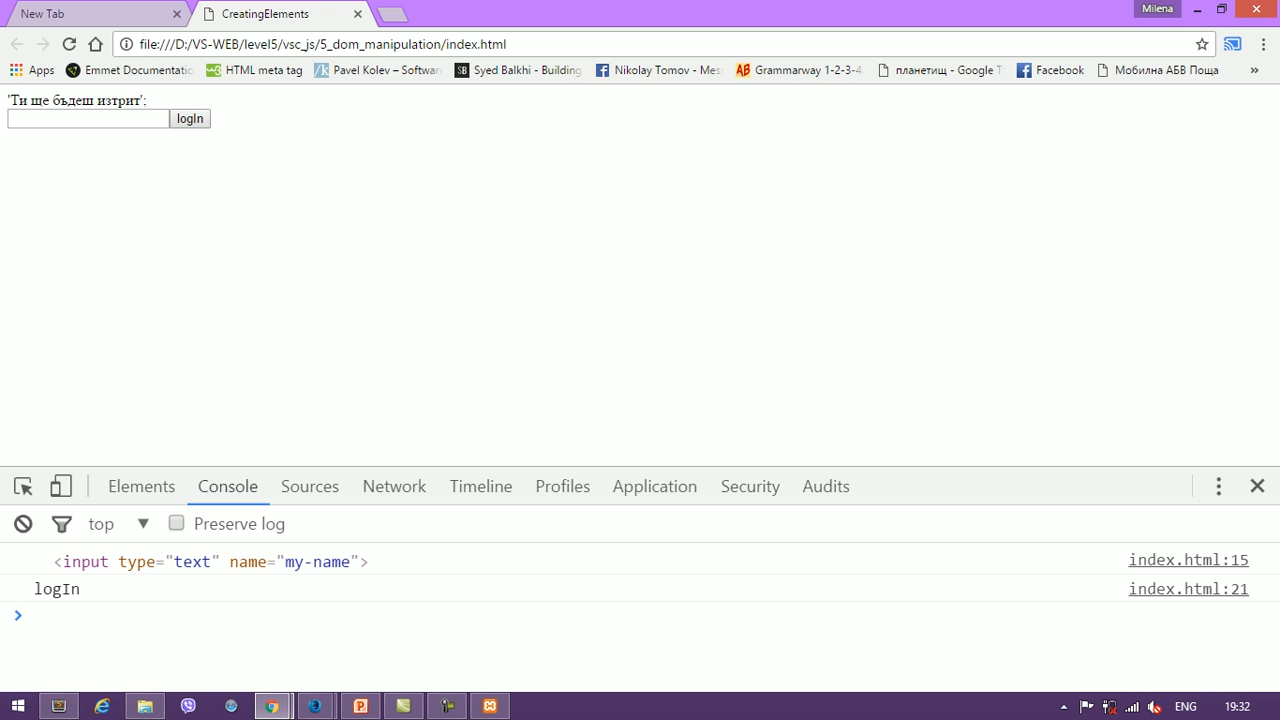 New Tab
CreatingElements
Milena
file:///D:/VS-WEB/level5/vsc_js/5_dom_manipulation/index.html
Apps
Emmet Documentatio
HTML meta tag
Pavel Kolev – Softwar
Syed Balkhi - Building
Nikolay Tomov - Mes
Grammarway 1-2-3-4
планетищ - Google T
Facebook
Мобилна АБВ Поща
»
'Ти ще бъдеш изтрит';
logIn
Elements Console Sources Network Timeline Profiles Application Security Audits
top Preserve log
<input type="text" name="my-name"> index.html:15
logIn index.html:21
ENG 19:32